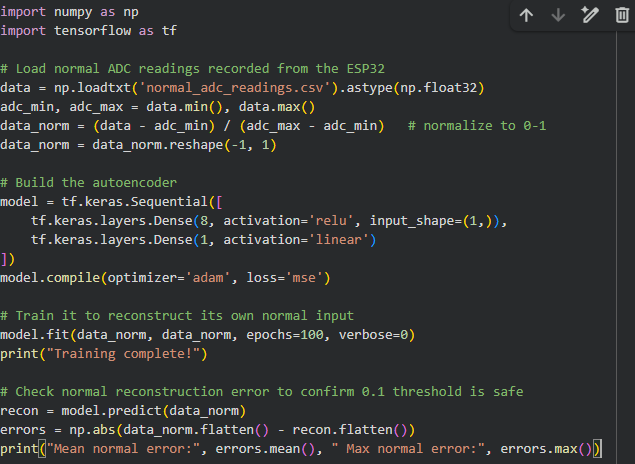 import numpy as np
import tensorflow as tf
# Load normal ADC readings recorded from the ESP32
data = np.loadtxt('normal_adc_readings.csv').astype(np.float32)
adc_min, adc_max = data.min(), data.max()
data_norm = (data - adc_min) / (adc_max - adc_min)   # normalize to 0-1
data_norm = data_norm.reshape(-1, 1)
# Build the autoencoder
model = tf.keras.Sequential([
    tf.keras.layers.Dense(8, activation='relu', input_shape=(1,)),
    tf.keras.layers.Dense(1, activation='linear')
])
model.compile(optimizer='adam', loss='mse')
# Train it to reconstruct its own normal input
model.fit(data_norm, data_norm, epochs=100, verbose=0)
print("Training complete!")
# Check normal reconstruction error to confirm 0.1 threshold is safe
recon = model.predict(data_norm)
errors = np.abs(data_norm.flatten() - recon.flatten())
print("Mean normal error:", errors.mean(), " Max normal error:", errors.max())